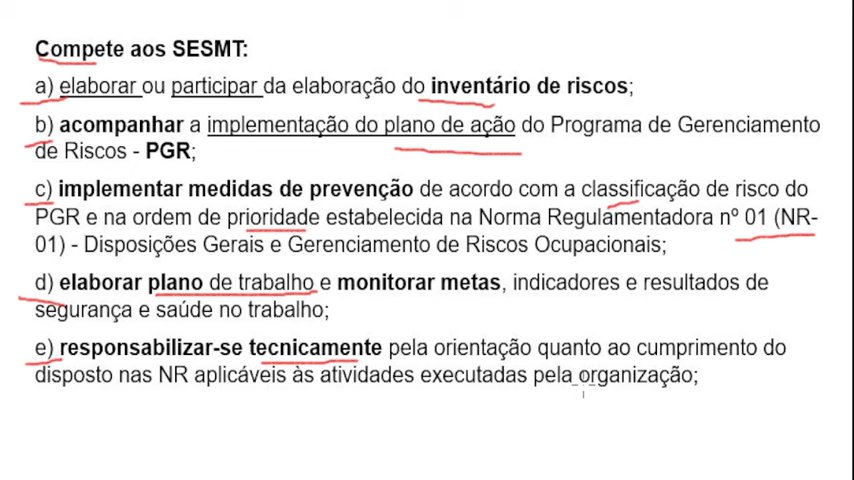 Compete aos SESMT:
a) elaborar ou participar da elaboração do inventário de riscos;
b) acompanhar a implementação do plano de ação do Programa de Gerenciamento
de Riscos - PGR;
c) implementar medidas de prevenção de acordo com a classificação de risco do
PGR e na ordem de prioridade estabelecida na Norma Regulamentadora nº 01 (NR-
01) - Disposições Gerais e Gerenciamento de Riscos Ocupacionais;
d) elaborar plano de trabalho e monitorar metas, indicadores e resultados de
segurança e saúde no trabalho;
e) responsabilizar-se tecnicamente pela orientação quanto ao cumprimento do
disposto nas NR aplicáveis às atividades executadas pela organização;